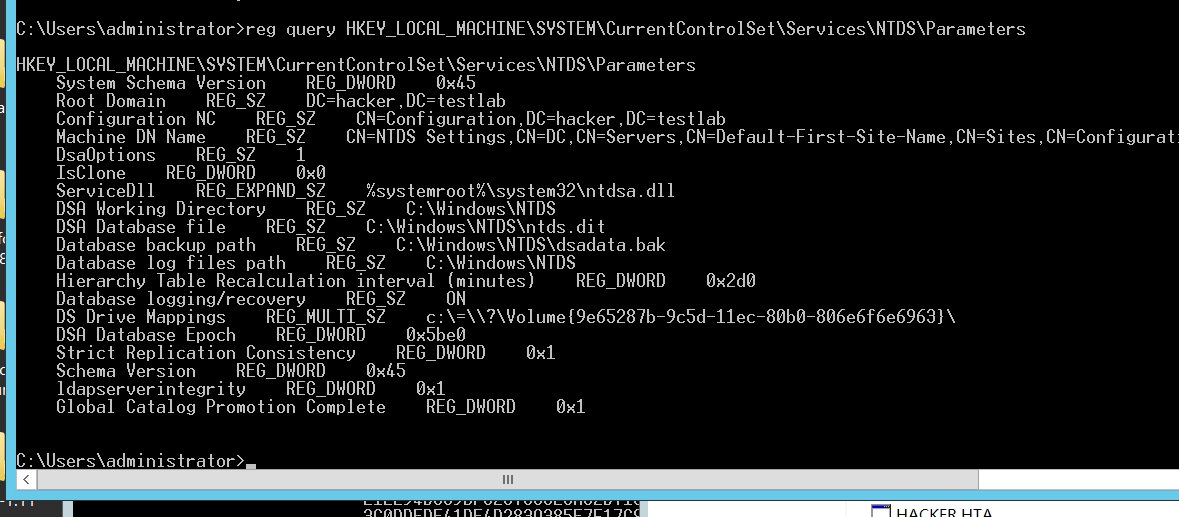 C:\Users\administrator>reg query HKEY_LOCAL_MACHINE\SYSTEM\CurrentControlSet\Services\NTDS\Parameters
HKEY_LOCAL_MACHINE\SYSTEM\CurrentControlSet\Services\NTDS\Parameters
System Schema Version    REG_DWORD    0x45
Root Domain    REG_SZ    DC=hacker,DC=testlab
Configuration NC    REG_SZ    CN=Configuration,DC=hacker,DC=testlab
Machine DN Name    REG_SZ    CN=NTDS Settings,CN=DC,CN=Servers,CN=Default-First-Site-Name,CN=Sites,CN=Configurati
DsaOptions    REG_SZ    1
IsClone    REG_DWORD    0x0
ServiceDll    REG_EXPAND_SZ    %systemroot%\system32\ntdsa.dll
DSA Working Directory    REG_SZ    C:\Windows\NTDS
DSA Database file    REG_SZ    C:\Windows\NTDS\ntds.dit
Database backup path    REG_SZ    C:\Windows\NTDS\dsadata.bak
Database log files path    REG_SZ    C:\Windows\NTDS
Hierarchy Table Recalculation interval (minutes)    REG_DWORD    0x2d0
Database logging/recovery    REG_SZ    ON
DS Drive Mappings    REG_MULTI_SZ    c:\=\\?\Volume{9e65287b-9c5d-11ec-80b0-806e6f6e6963}\
DSA Database Epoch    REG_DWORD    0x5be0
Strict Replication Consistency    REG_DWORD    0x1
Schema Version    REG_DWORD    0x45
ldapserverintegrity    REG_DWORD    0x1
Global Catalog Promotion Complete    REG_DWORD    0x1
C:\Users\administrator>
HACKER.HTA